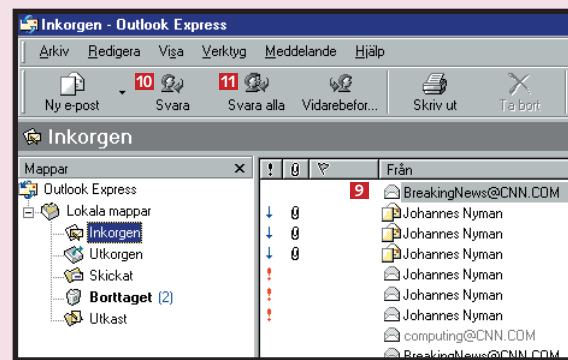 Inkorgen - Outlook Express
Arkiv Redigera Visa Verktyg Meddelande Hjälp
10 11
Ny e-post Svara Svara alla Vidarebefor... Skriv ut Ta bort
Inkorgen
Mappar × ! Från
Outlook Express 9 BreakingNews@CNN.COM
Lokala mappar Johannes Nyman
Inkorgen Johannes Nyman
Utkorgen Johannes Nyman
Skickat ! Johannes Nyman
Borttaget (2) ! Johannes Nyman
Utkast ! Johannes Nyman
computing@CNN.COM
BreakingNews@CNN.COM